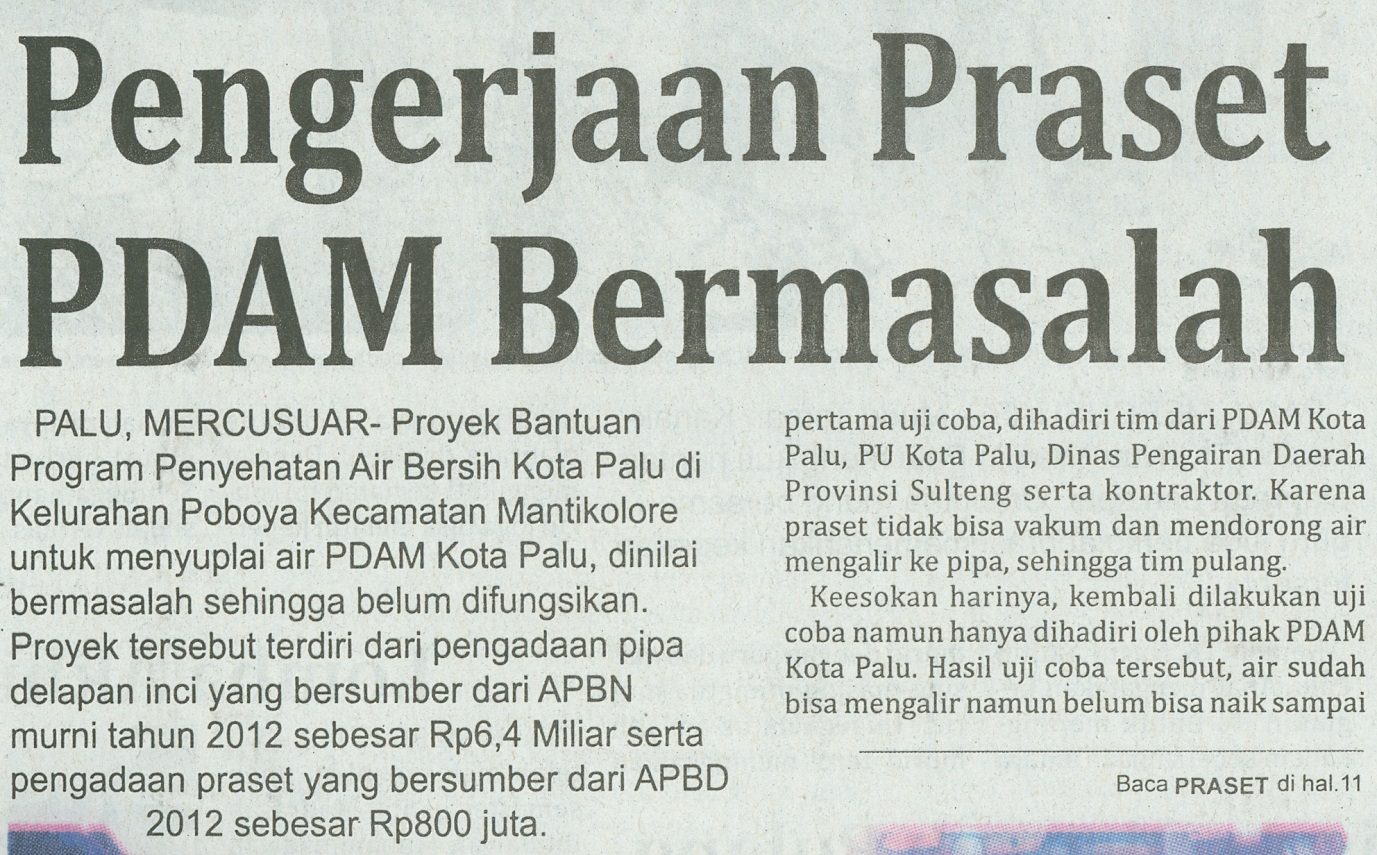 Pengerjaan Praset
PDAM Bermasalah
PALU, MERCUSUAR- Proyek Bantuan
Program Penyehatan Air Bersih Kota Palu di
Kelurahan Poboya Kecamatan Mantikolore
untuk menyuplai air PDAM Kota Palu, dinilai
bermasalah sehingga belum difungsikan.
Proyek tersebut terdiri dari pengadaan pipa
delapan inci yang bersumber dari APBN
murni tahun 2012 sebesar Rp6,4 Miliar serta
pengadaan praset yang bersumber dari APBD
2012 sebesar Rp800 juta.
pertama uji coba, dihadiri tim dari PDAM Kota
Palu, PU Kota Palu, Dinas Pengairan Daerah
Provinsi Sulteng serta kontraktor. Karena
praset tidak bisa vakum dan mendorong air
mengalir ke pipa, sehingga tim pulang.
Keesokan harinya, kembali dilakukan uji
coba namun hanya dihadiri oleh pihak PDAM
Kota Palu. Hasil uji coba tersebut, air sudah
bisa mengalir namun belum bisa naik sampai
Baca PRASET di hal.11